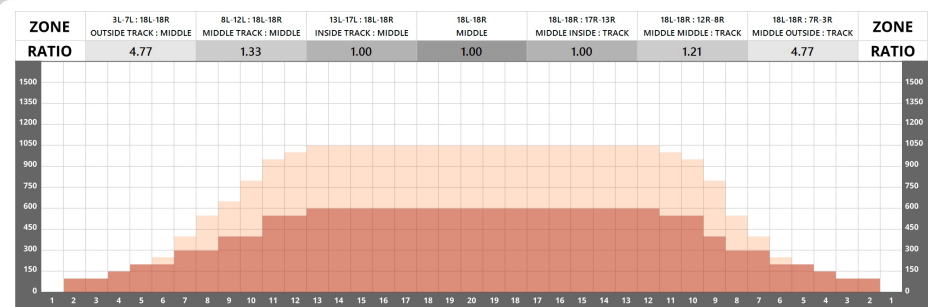 ZONE
3L-7L : 18L-18R
OUTSIDE TRACK : MIDDLE
8L-12L : 18L-18R
MIDDLE TRACK : MIDDLE
13L-17L : 18L-18R
INSIDE TRACK : MIDDLE
18L-18R
MIDDLE
18L-18R : 17R-13R
MIDDLE INSIDE : TRACK
18L-18R : 12R-8R
MIDDLE MIDDLE : TRACK
18L-18R : 7R-3R
MIDDLE OUTSIDE : TRACK
ZONE
RATIO 4.77 1.33 1.00 1.00 1.00 1.21 4.77 RATIO
1500 1500
1350 1350
1200 1200
1050 1050
900 900
750 750
600 600
450 450
300 300
150 150
0 0
1 2 3 4 5 6 7 8 9 10 11 12 13 14 15 16 17 18 19 20 19 18 17 16 15 14 13 12 11 10 9 8 7 6 5 4 3 2 1